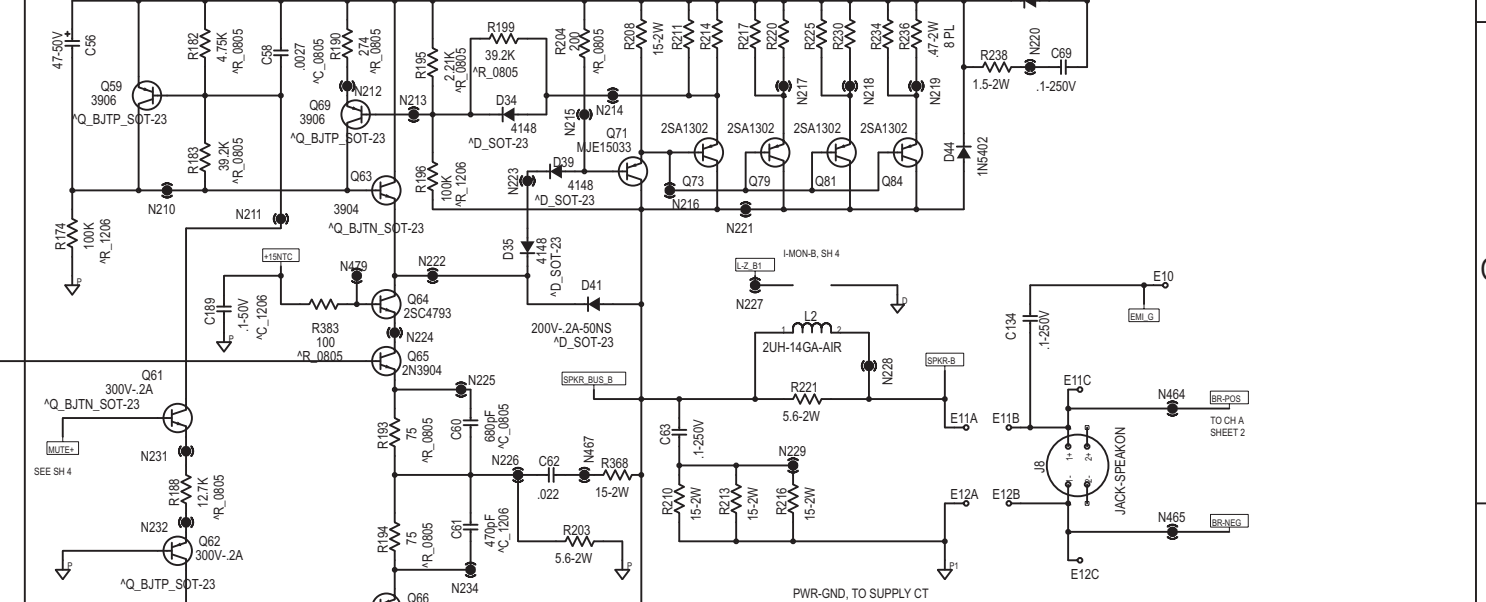 47-50V
C56
R182
4.75K
^R_0805
C58
.0027
^C_0805
R190
274
^R_0805
R195
2.21K
^R_0805
R199
39.2K
^R_0805
R204
200
^R_0805
R208
15-2W
R211
R214
R217
R220
R225
R230
R234
R236
.47-2W
8 PL
R238
1.5-2W
N220
C69
.1-250V
Q59
3906
^Q_BJTP_SOT-23
Q69
3906
^Q_BJTP_SOT-23
N212
N213
D34
4148
^D_SOT-23
N214
N215
N217
N218
N219
R183
39.2K
^R_0805
Q71
MJE15033
2SA1302
2SA1302
2SA1302
2SA1302
D44
1N5402
Q63
3904
^Q_BJTN_SOT-23
R196
100K
^R_1206
N223
D39
4148
^D_SOT-23
Q73
Q79
Q81
Q84
N216
N221
N210
N211
R174
100K
^R_1206
P
+15NTC
N479
N222
D35
4148
^D_SOT-23
D41
200V-.2A-50NS
^D_SOT-23
L-Z_B1
I-MON-B, SH 4
N227
D
E10
EMI_G
C189
.1-50V
^C_1206
P
R383
100
^R_0805
Q64
2SC4793
N224
Q65
2N3904
L2
1
2
2UH-14GA-AIR
C134
.1-250V
N228
SPKR-B
SPKR_BUS_B
R221
5.6-2W
Q61
300V-.2A
^Q_BJTN_SOT-23
MUTE+
SEE SH 4
N225
R193
75
^R_0805
C60
680pF
^C_0805
E11C
N464
BR-POS
TO CH A
SHEET 2
E11A
E11B
C63
.1-250V
N229
N231
R188
12.7K
^R_0805
N226
C62
.022
N467
R368
15-2W
R210
15-2W
R213
15-2W
R216
15-2W
J8
1+
2+
1-
2-
JACK-SPEAKON
E12A
E12B
N465
BR-NEG
N232
Q62
300V-.2A
^Q_BJTP_SOT-23
P
R194
75
^R_0805
C61
470pF
^C_1206
R203
5.6-2W
P
P1
E12C
N234
Q66
PWR-GND, TO SUPPLY CT